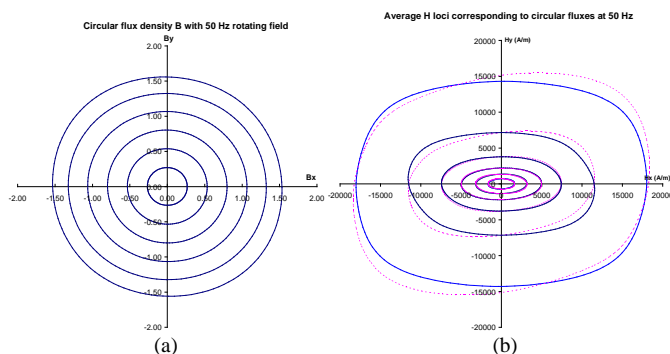 Circular flux density B with 50 Hz rotating field
By
2.00
1.50
1.00
0.50
0.00
-0.50
-1.00
-1.50
-2.00
Bx
-2.00 -1.50 -1.00 -0.50 0.00 0.50 1.00 1.50 2.00
(a)
Average H loci corresponding to circular fluxes at 50 Hz
Hy (A/m)
20000
15000
10000
5000
0
-5000
-10000
-15000
-20000
Hx (A/m)
-20000 -15000 -10000 -5000 0 5000 10000 15000 20000
(b)